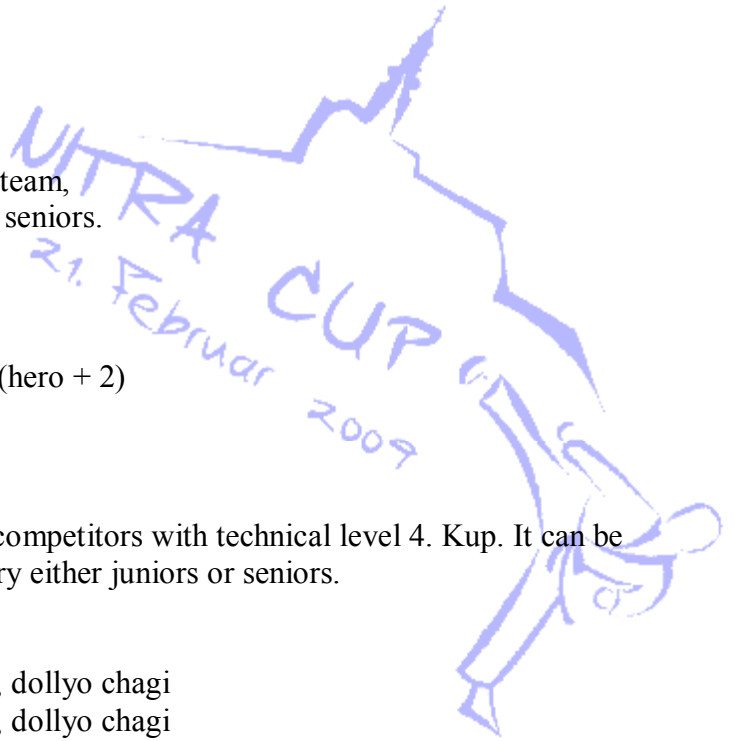 NITRA CUP
21. Februar 2009
team,
seniors.
(hero + 2)
competitors with technical level 4. Kup. It can be
ry either juniors or seniors.
, dollyo chagi
, dollyo chagi